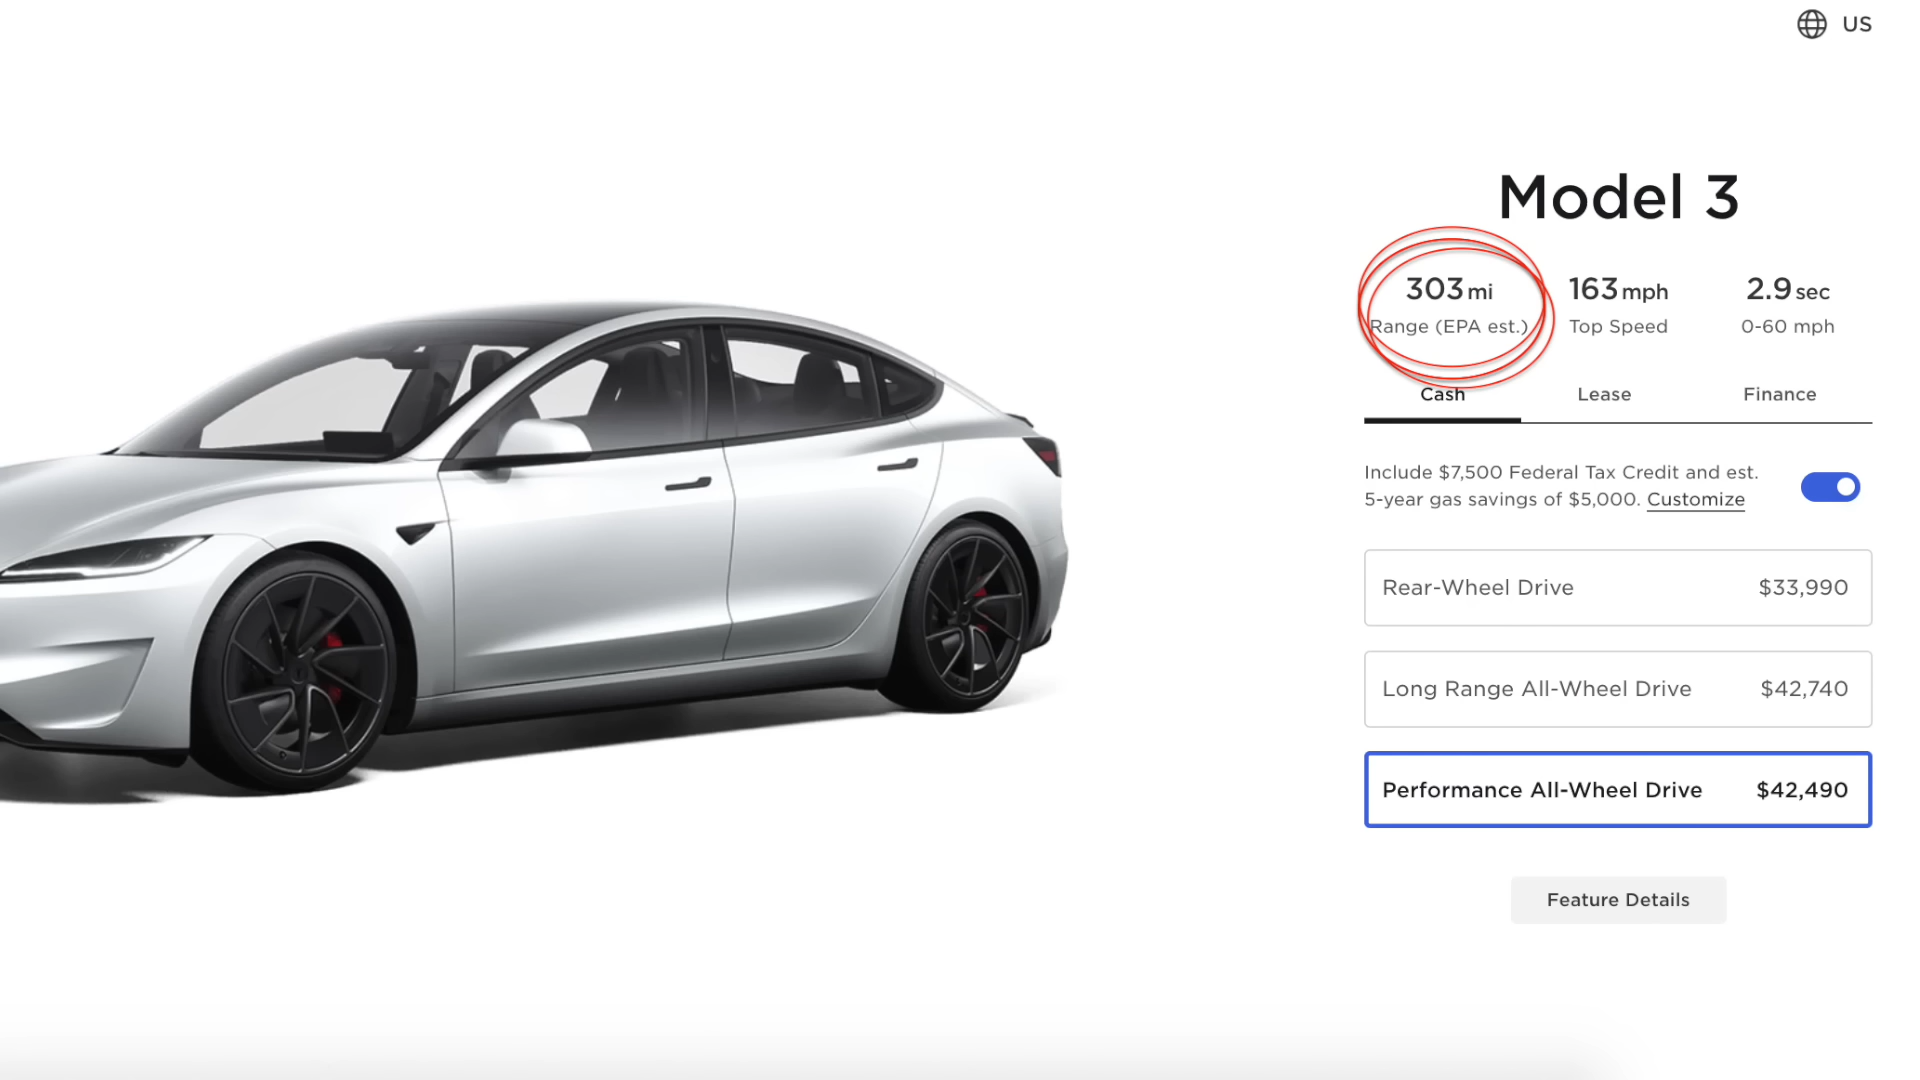 US
Model 3
303 mi 163 mph 2.9 sec
Range (EPA est.) Top Speed 0-60 mph
Cash Lease Finance
Include $7,500 Federal Tax Credit and est.
5-year gas savings of $5,000. Customize
Rear-Wheel Drive $33,990
Long Range All-Wheel Drive $42,740
Performance All-Wheel Drive $42,490
Feature Details